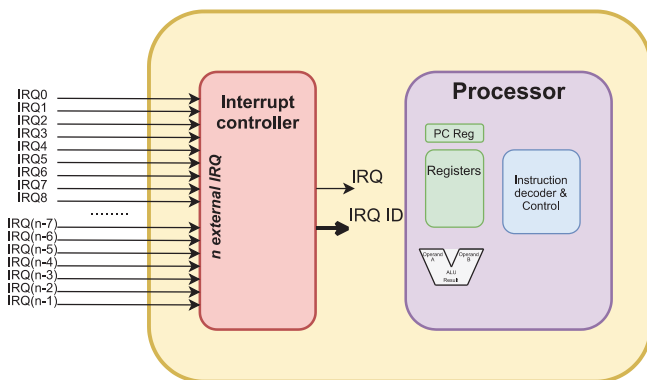 IRQ0
IRQ1
IRQ2
IRQ3
IRQ4
IRQ5
IRQ6
IRQ7
IRQ8
........
IRQ(n-7)
IRQ(n-6)
IRQ(n-5)
IRQ(n-4)
IRQ(n-3)
IRQ(n-2)
IRQ(n-1)
Interrupt
controller
n external IRQ
IRQ
IRQ ID
Processor
PC Reg
Registers
Instruction
decoder &
Control
Operand
A
Operand
B
ALU
Result